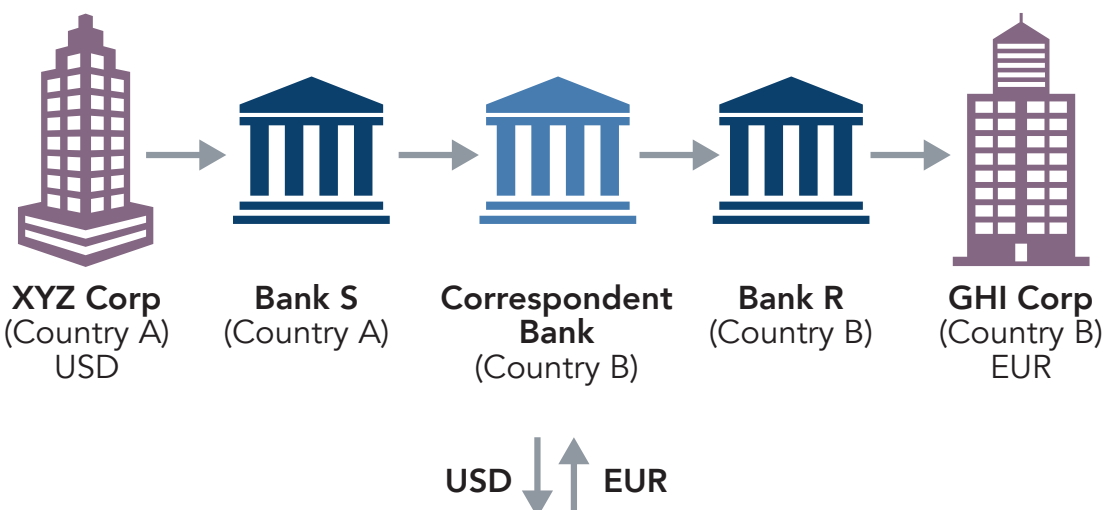 XYZ Corp
(Country A)
USD
Bank S
(Country A)
Correspondent
Bank
(Country B)
Bank R
(Country B)
GHI Corp
(Country B)
EUR
USD
EUR